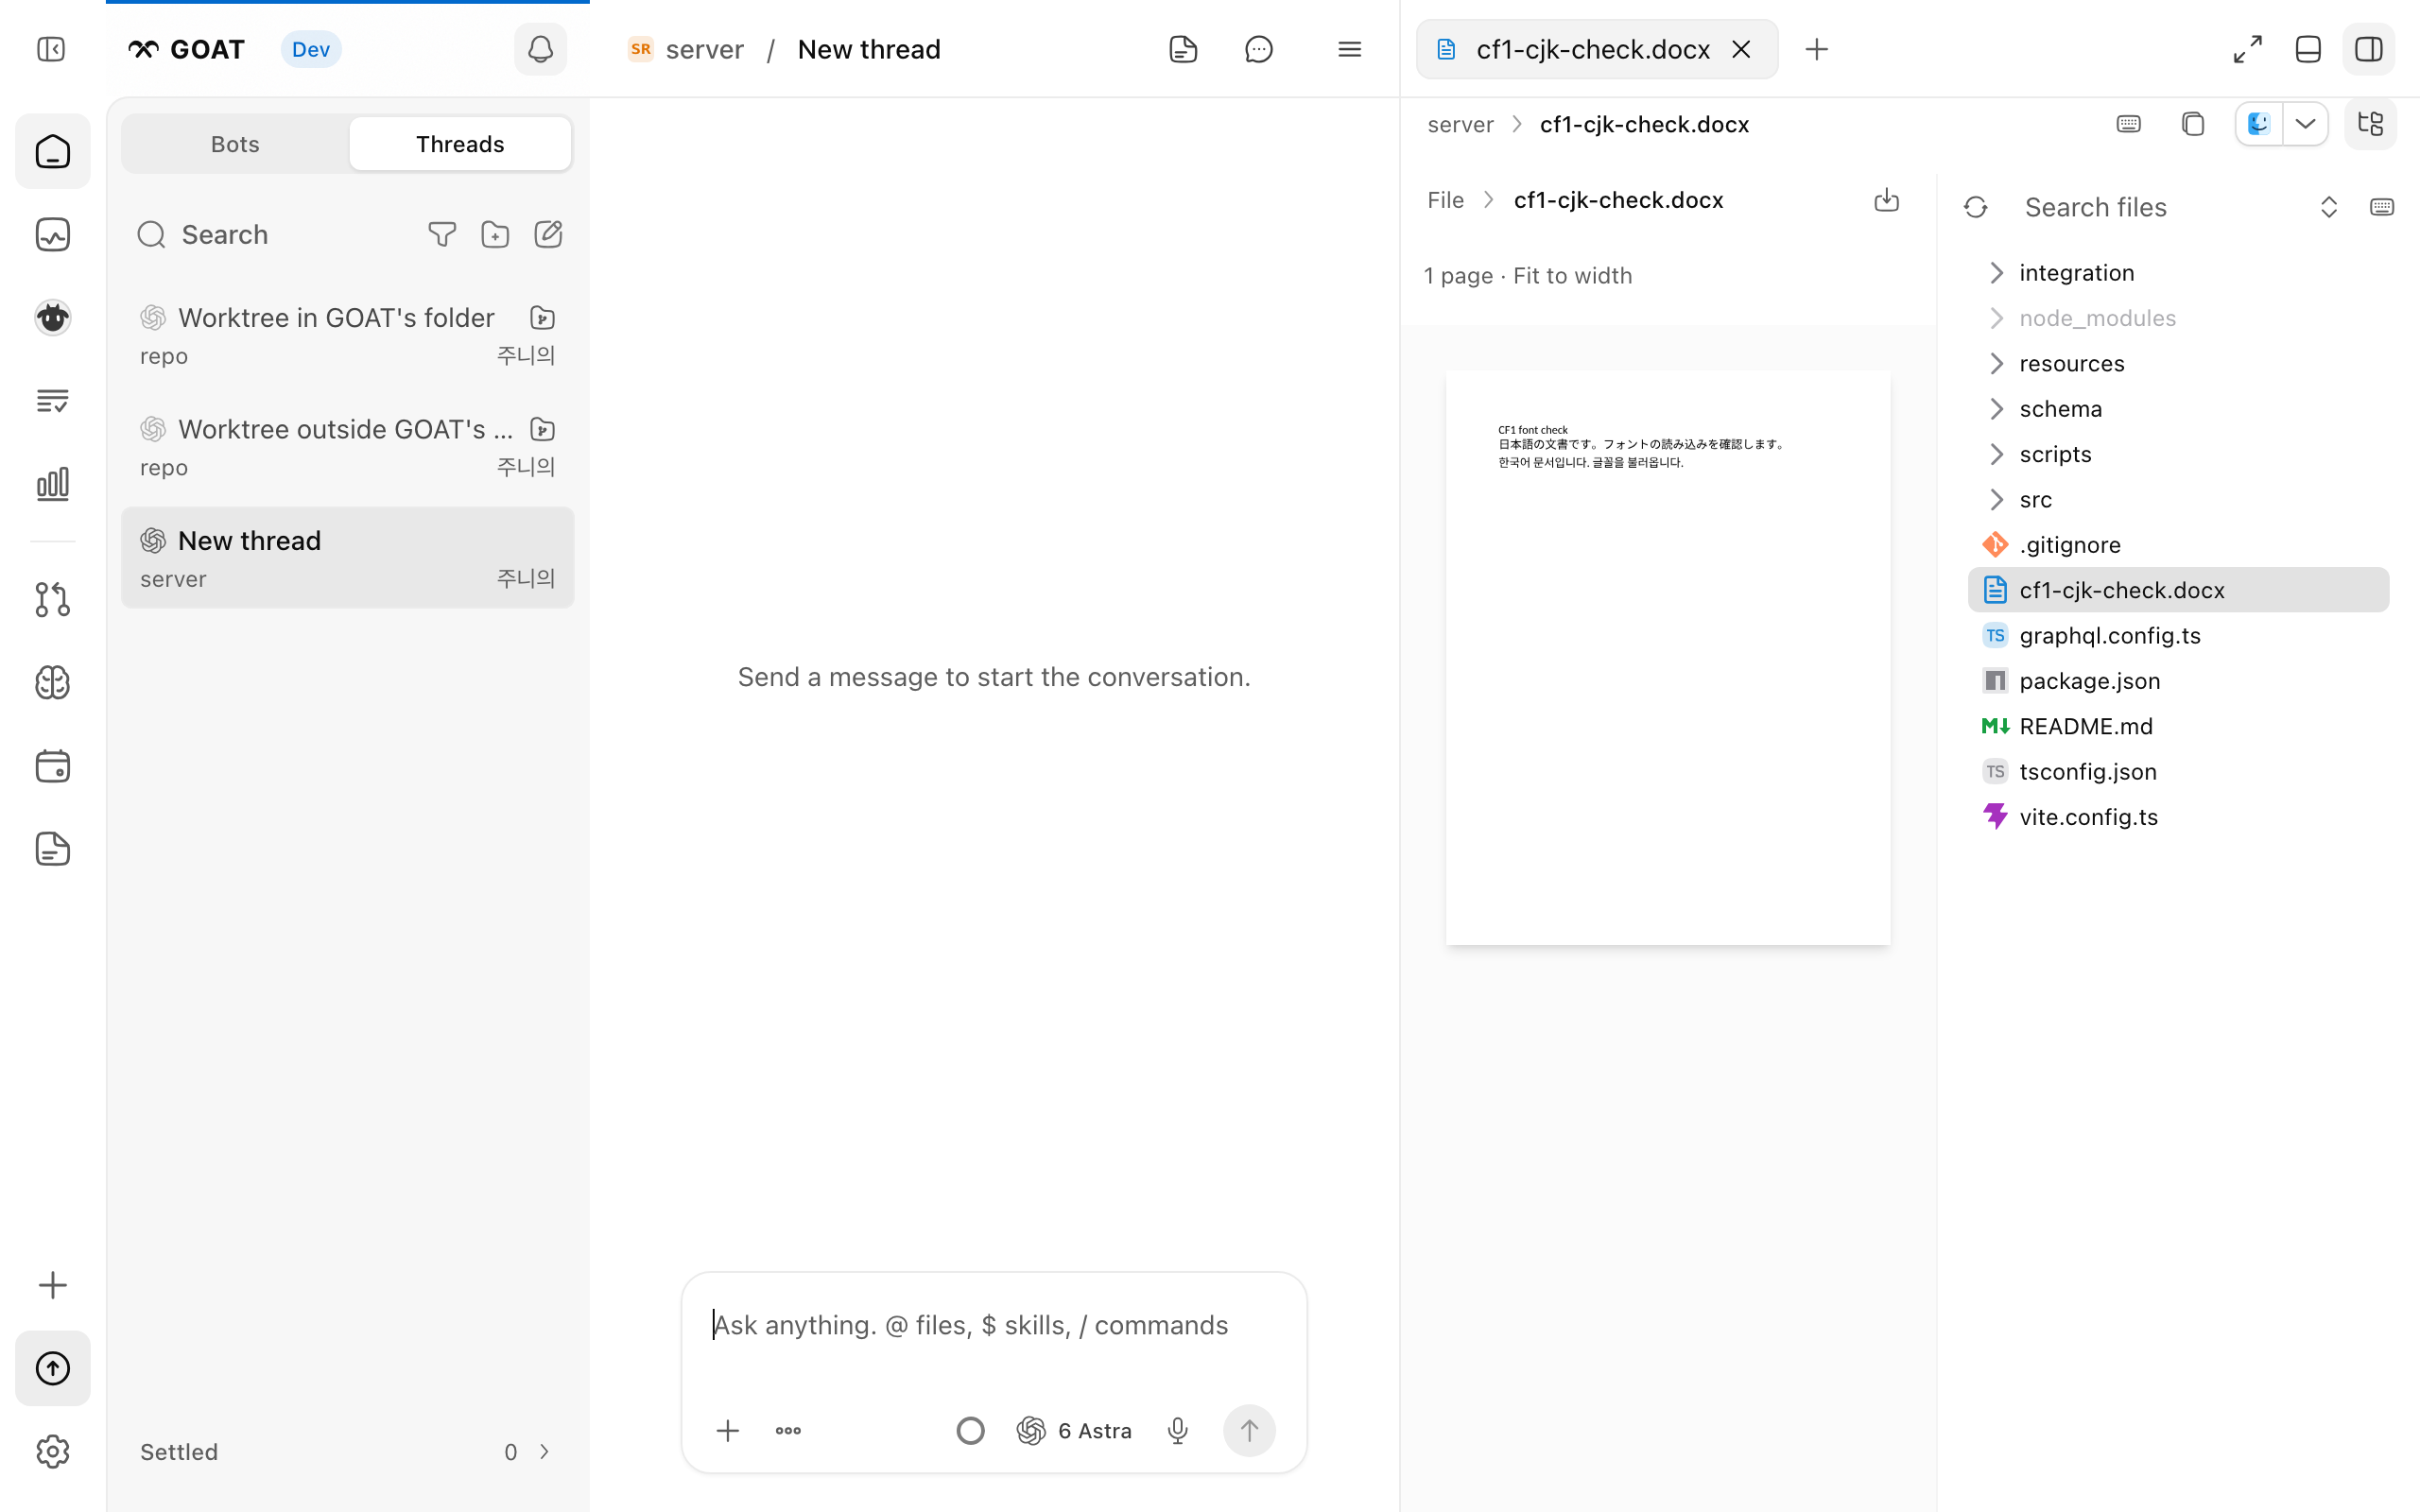 GOAT
Dev
SR server / New thread
cf1-cjk-check.docx
Bots
Threads
server > cf1-cjk-check.docx
Search
File > cf1-cjk-check.docx
Search files
1 page · Fit to width
Worktree in GOAT's folder
repo
주니의
Worktree outside GOAT's ...
repo
주니의
New thread
server
주니의
Settled
0
Send a message to start the conversation.
Ask anything. @ files, $ skills, / commands
6 Astra
CF1 font check
日本語の文書です。フォントの読み込みを確認します。
한국어 문서입니다. 글꼴을 불러옵니다.
integration
node_modules
resources
schema
scripts
src
.gitignore
cf1-cjk-check.docx
TS graphql.config.ts
package.json
M README.md
TS tsconfig.json
vite.config.ts